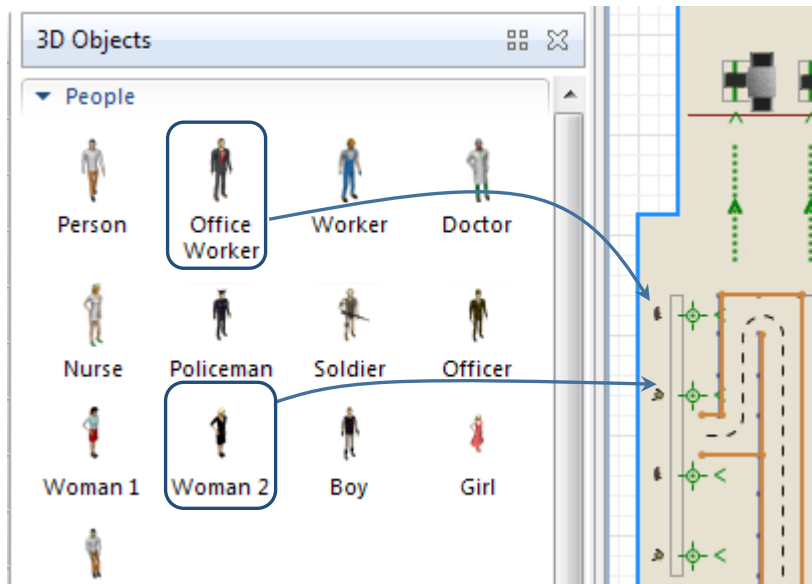 3D Objects
People
Person
Office
Worker
Worker
Doctor
Nurse
Policeman
Soldier
Officer
Woman 1
Woman 2
Boy
Girl